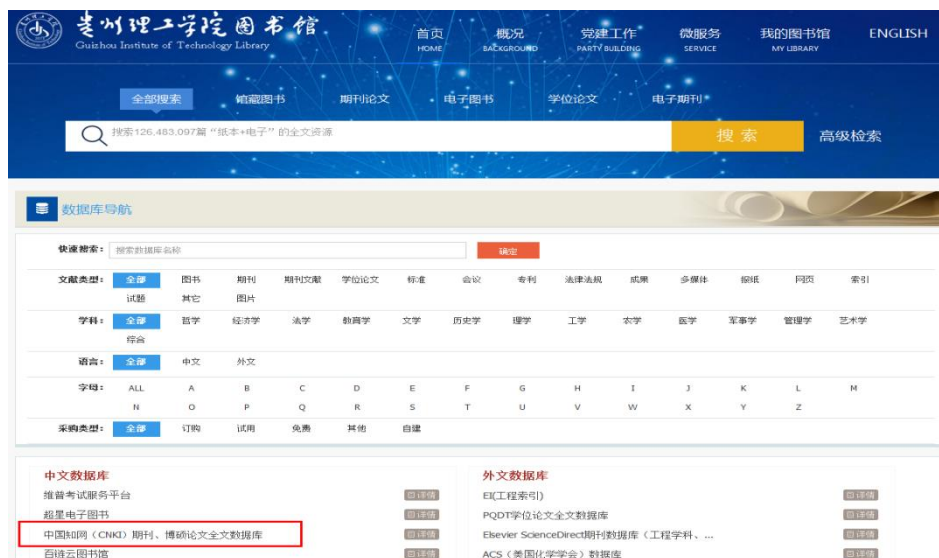 贵州理工学院图书馆
Guizhou Institute of Technology Library
首页 概况 党建工作 微服务 我的图书馆 ENGLISH
HOME BACKGROUND PARTY BUILDING SERVICE MY LIBRARY
全部搜索 馆藏图书 期刊论文 电子图书 学位论文 电子期刊
搜索126,483,097篇“纸本+电子”的全文资源 搜索 高级检索
数据库导航
快速搜索： 搜索数据库名称 确定
文献类型： 全部 图书 期刊 期刊文献 学位论文 标准 会议 专利 法律法规 成果 多媒体 报纸 网页 索引
试题 其它 图片
学科： 全部 哲学 经济学 法学 教育学 文学 历史学 理学 工学 农学 医学 军事学 管理学 艺术学
综合
语言： 全部 中文 外文
字母： ALL A B C D E F G H I J K L M
N O P Q R S T U V W X Y Z
采购类型： 全部 订购 试用 免费 其他 自建
中文数据库 外文数据库
维普考试服务平台 详情 EI(工程索引) 详情
超星电子图书 详情 PQDT学位论文全文数据库 详情
中国知网（CNKI）期刊、博硕论文全文数据库 详情 Elsevier ScienceDirect期刊数据库（工程学科、... 详情
百链云图书馆 详情 ACS（美国化学学会）数据库 详情